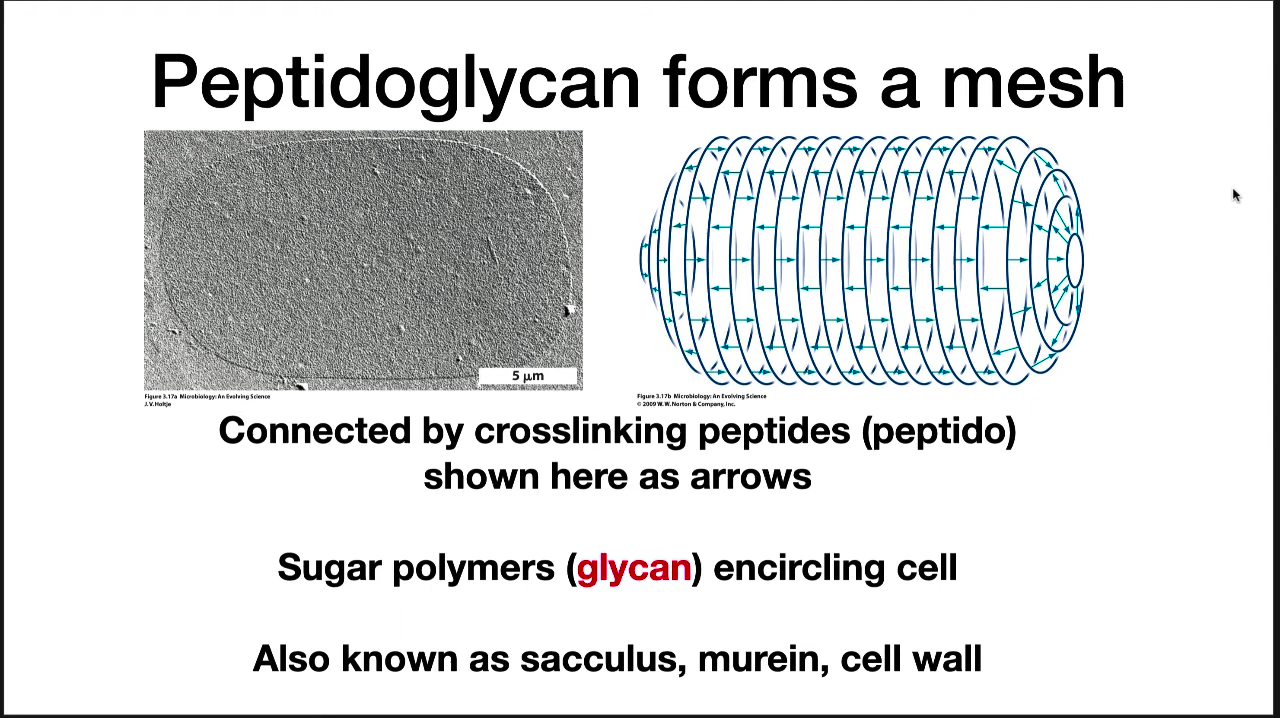 Peptidoglycan forms a mesh
5 μm
Figure 3.17a Microbiology: An Evolving Science
J.V. Holtje
Figure 3.17b Microbiology: An Evolving Science
© 2009 W. W. Norton & Company, Inc.
Connected by crosslinking peptides (peptido)
shown here as arrows
Sugar polymers (glycan) encircling cell
Also known as sacculus, murein, cell wall